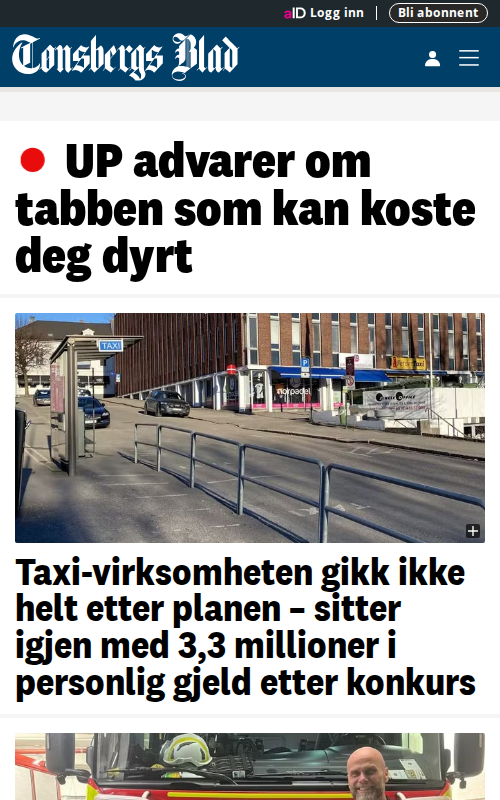 aID Logg inn
Bli abonnent
Tønsbergs Blad
UP advarer om
tabben som kan koste
deg dyrt
TAXI
P
norpadel
Taxi-virksomheten gikk ikke
helt etter planen – sitter
igjen med 3,3 millioner i
personlig gjeld etter konkurs